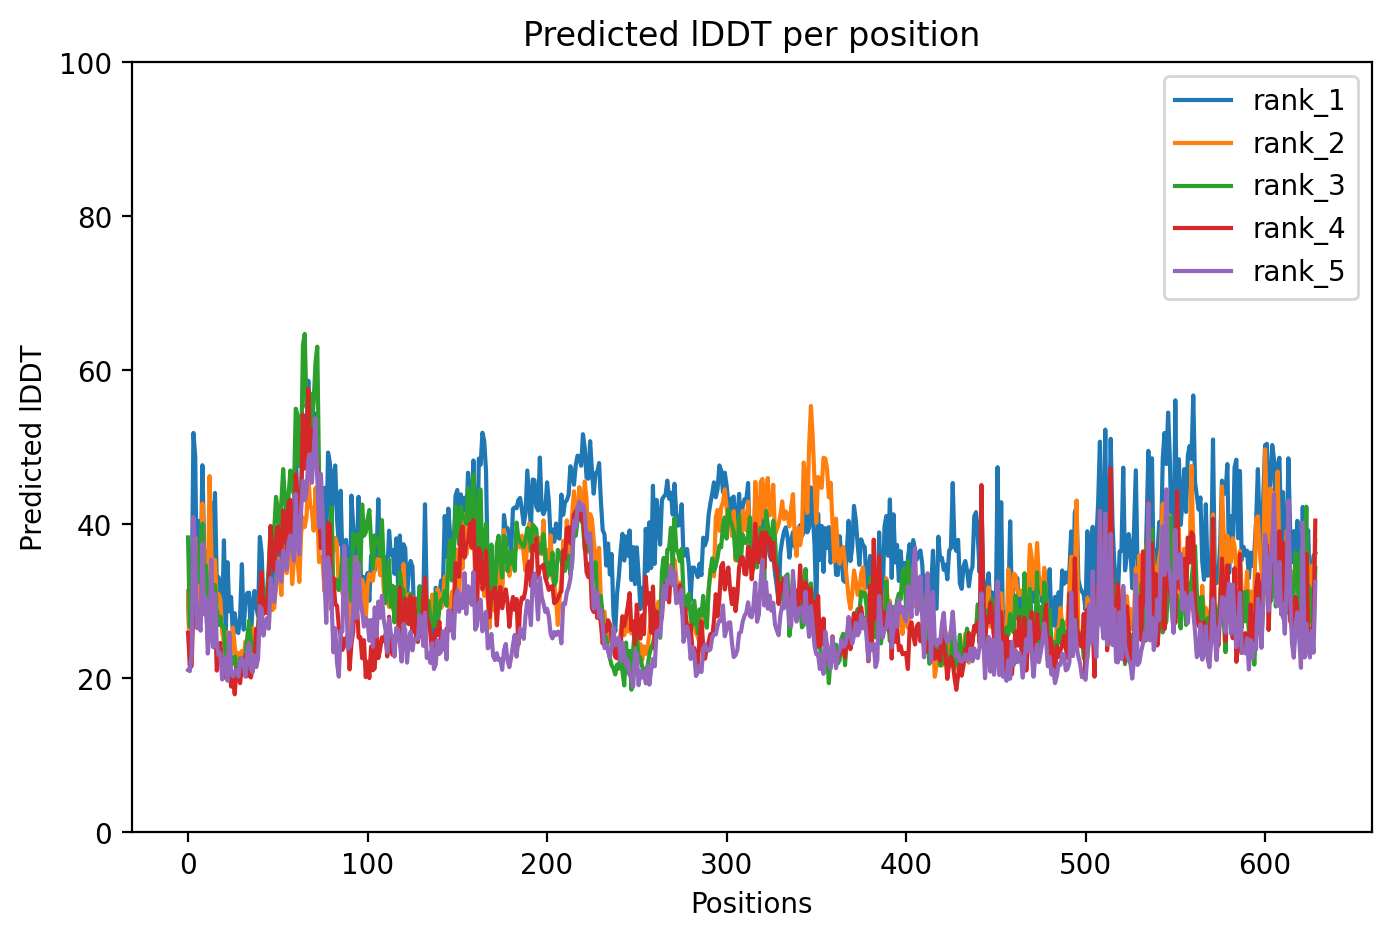 Predicted lDDT per position
100
80
60
40
20
0
Predicted lDDT
0 100 200 300 400 500 600
Positions
rank_1
rank_2
rank_3
rank_4
rank_5